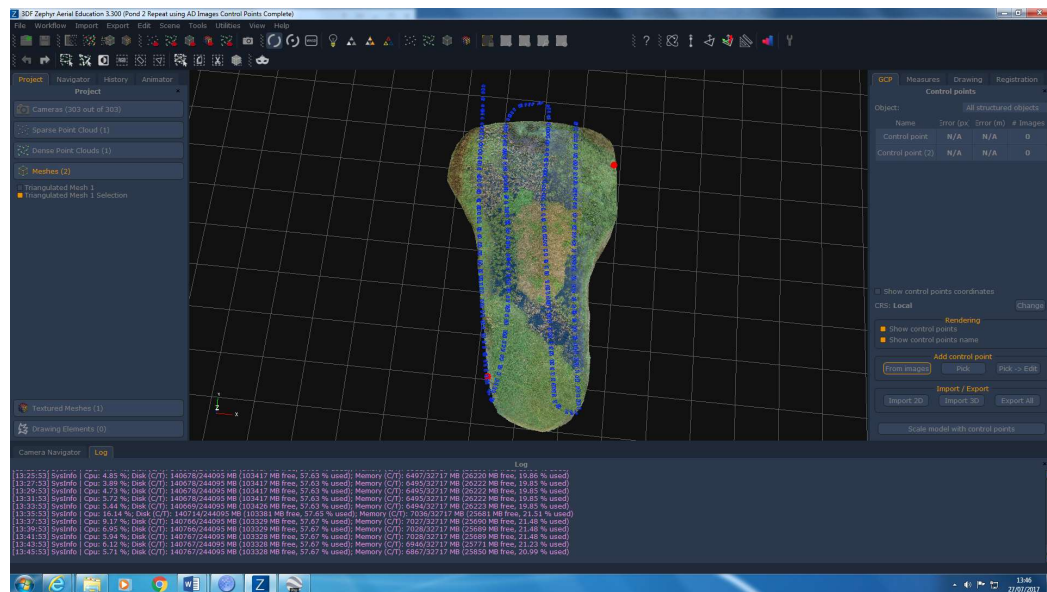 3DF Zephyr Aerial Education 3.300 (Pond 2 Repeat using AD Images Control Points Complete)
File Workflow Import Export Edit Scene Tools Utilities View Help
Project Navigator History Animator
Project
Cameras (303 out of 303)
Sparse Point Cloud (1)
Dense Point Clouds (1)
Meshes (2)
Triangulated Mesh 1
Triangulated Mesh 1 Selection
Textured Meshes (1)
Drawing Elements (0)
Y
Z X
GCP Measures Drawing Registration
Control points
Object: All structured objects
Name Error (px) Error (m) # Images
Control point N/A N/A 0
Control point (2) N/A N/A 0
Show control points coordinates
CRS: Local Change
Rendering
Show control points
Show control points name
Add control point
From images Pick Pick -> Edit
Import / Export
Import 2D Import 3D Export All
Scale model with control points
Camera Navigator Log
Log
[13:25:53] SysInfo | Cpu: 4.85 %; Disk (C/T): 140678/244095 MB (103417 MB free, 57.63 % used); Memory (C/T): 6497/32717 MB (26220 MB free, 19.86 % used)
[13:27:53] SysInfo | Cpu: 3.89 %; Disk (C/T): 140678/244095 MB (103417 MB free, 57.63 % used); Memory (C/T): 6495/32717 MB (26222 MB free, 19.85 % used)
[13:29:53] SysInfo | Cpu: 4.73 %; Disk (C/T): 140678/244095 MB (103417 MB free, 57.63 % used); Memory (C/T): 6495/32717 MB (26222 MB free, 19.85 % used)
[13:31:53] SysInfo | Cpu: 5.72 %; Disk (C/T): 140678/244095 MB (103417 MB free, 57.63 % used); Memory (C/T): 6495/32717 MB (26222 MB free, 19.85 % used)
[13:33:53] SysInfo | Cpu: 5.44 %; Disk (C/T): 140669/244095 MB (103426 MB free, 57.63 % used); Memory (C/T): 6494/32717 MB (26223 MB free, 19.85 % used)
[13:35:53] SysInfo | Cpu: 16.14 %; Disk (C/T): 140714/244095 MB (103381 MB free, 57.65 % used); Memory (C/T): 7036/32717 MB (25681 MB free, 21.51 % used)
[13:37:53] SysInfo | Cpu: 9.17 %; Disk (C/T): 140766/244095 MB (103329 MB free, 57.67 % used); Memory (C/T): 7027/32717 MB (25690 MB free, 21.48 % used)
[13:39:53] SysInfo | Cpu: 6.95 %; Disk (C/T): 140766/244095 MB (103329 MB free, 57.67 % used); Memory (C/T): 7028/32717 MB (25689 MB free, 21.48 % used)
[13:41:53] SysInfo | Cpu: 5.94 %; Disk (C/T): 140767/244095 MB (103328 MB free, 57.67 % used); Memory (C/T): 7028/32717 MB (25689 MB free, 21.48 % used)
[13:43:53] SysInfo | Cpu: 6.12 %; Disk (C/T): 140767/244095 MB (103328 MB free, 57.67 % used); Memory (C/T): 6946/32717 MB (25771 MB free, 21.23 % used)
[13:45:53] SysInfo | Cpu: 5.71 %; Disk (C/T): 140767/244095 MB (103328 MB free, 57.67 % used); Memory (C/T): 6867/32717 MB (25850 MB free, 20.99 % used)
13:46
27/07/2017